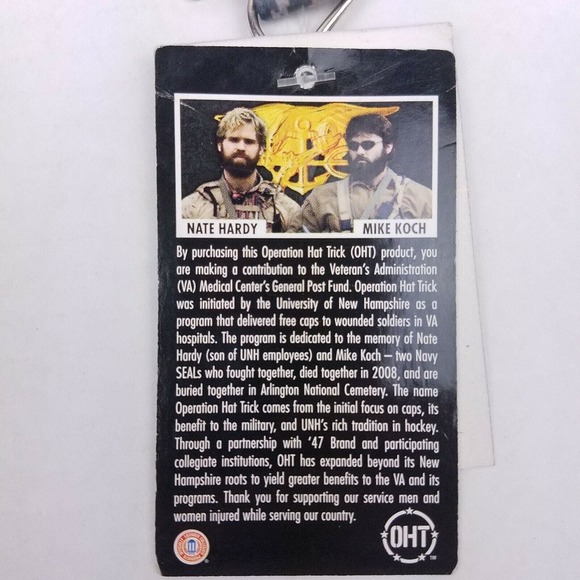 NATE HARDY
MIKE KOCH
By purchasing this Operation Hat Trick (OHT) product, you
are making a contribution to the Veteran's Administration
(VA) Medical Center's General Post Fund. Operation Hat Trick
was initiated by the University of New Hampshire as a
program that delivered free caps to wounded soldiers in VA
hospitals. The program is dedicated to the memory of Nate
Hardy (son of UNH employees) and Mike Koch – two Navy
SEALs who fought together, died together in 2008, and are
buried together in Arlington National Cemetery. The name
Operation Hat Trick comes from the initial focus on caps, its
benefit to the military, and UNH's rich tradition in hockey.
Through a partnership with '47 Brand and participating
collegiate institutions, OHT has expanded beyond its New
Hampshire roots to yield greater benefits to the VA and its
programs. Thank you for supporting our service men and
women injured while serving our country.
OHT
TM